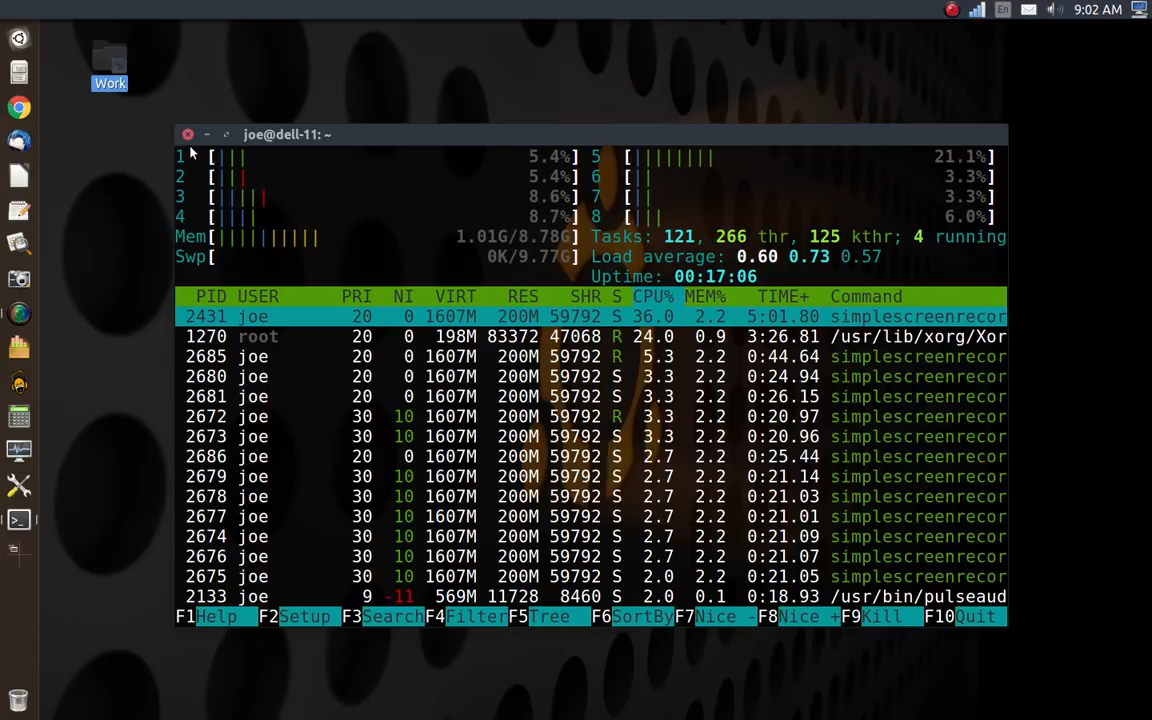 En 9:02 AM
Work
joe@dell-11: ~
1 [||| 5.4%] 5 [|||||||| 21.1%]
2 [||| 5.4%] 6 [|| 3.3%]
3 [||||| 8.6%] 7 [|| 3.3%]
4 [|||| 8.7%] 8 [||| 6.0%]
Mem[|||||||||| 1.01G/8.78G] Tasks: 121, 266 thr, 125 kthr; 4 running
Swp[ 0K/9.77G] Load average: 0.60 0.73 0.57
Uptime: 00:17:06
PID USER PRI NI VIRT RES SHR S CPU% MEM% TIME+ Command
2431 joe 20 0 1607M 200M 59792 S 36.0 2.2 5:01.80 simplescreenrecor
1270 root 20 0 198M 83372 47068 R 24.0 0.9 3:26.81 /usr/lib/xorg/Xor
2685 joe 20 0 1607M 200M 59792 R 5.3 2.2 0:44.64 simplescreenrecor
2680 joe 20 0 1607M 200M 59792 S 3.3 2.2 0:24.94 simplescreenrecor
2681 joe 20 0 1607M 200M 59792 S 3.3 2.2 0:26.15 simplescreenrecor
2672 joe 30 10 1607M 200M 59792 R 3.3 2.2 0:20.97 simplescreenrecor
2673 joe 30 10 1607M 200M 59792 S 3.3 2.2 0:20.96 simplescreenrecor
2686 joe 20 0 1607M 200M 59792 S 2.7 2.2 0:25.44 simplescreenrecor
2679 joe 30 10 1607M 200M 59792 S 2.7 2.2 0:21.14 simplescreenrecor
2678 joe 30 10 1607M 200M 59792 S 2.7 2.2 0:21.03 simplescreenrecor
2677 joe 30 10 1607M 200M 59792 S 2.7 2.2 0:21.01 simplescreenrecor
2674 joe 30 10 1607M 200M 59792 S 2.7 2.2 0:21.09 simplescreenrecor
2676 joe 30 10 1607M 200M 59792 S 2.7 2.2 0:21.07 simplescreenrecor
2675 joe 30 10 1607M 200M 59792 S 2.0 2.2 0:21.05 simplescreenrecor
2133 joe 9 -11 569M 11728 8460 S 2.0 0.1 0:18.93 /usr/bin/pulseaud
F1Help F2Setup F3SearchF4FilterF5Tree F6SortByF7Nice -F8Nice +F9Kill F10Quit